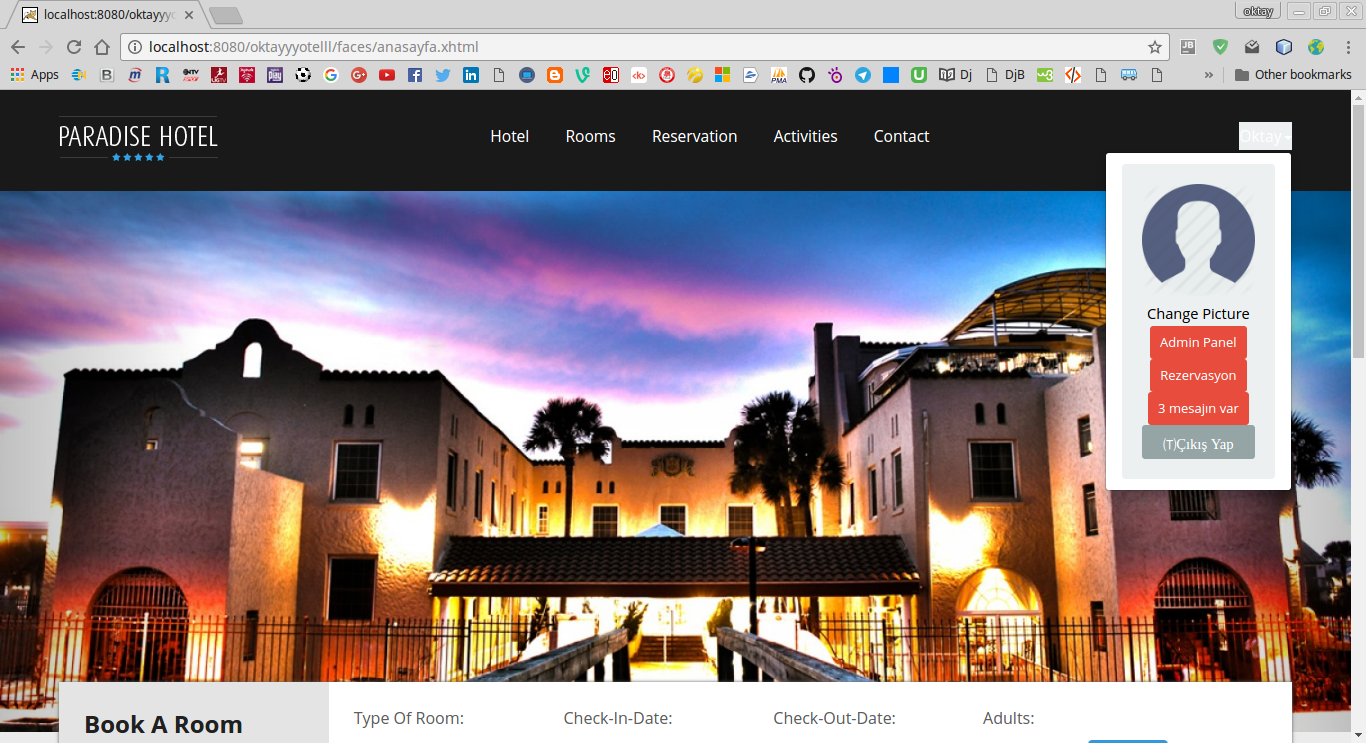 localhost:8080/oktayyyo
oktay
localhost:8080/oktayyyotelll/faces/anasayfa.xhtml
Apps
Dj
DjB
»
Other bookmarks
PARADISE HOTEL
Hotel
Rooms
Reservation
Activities
Contact
Oktay
Change Picture
Admin Panel
Rezervasyon
3 mesajın var
(T)Çıkış Yap
Book A Room
Type Of Room:
Check-In-Date:
Check-Out-Date:
Adults: